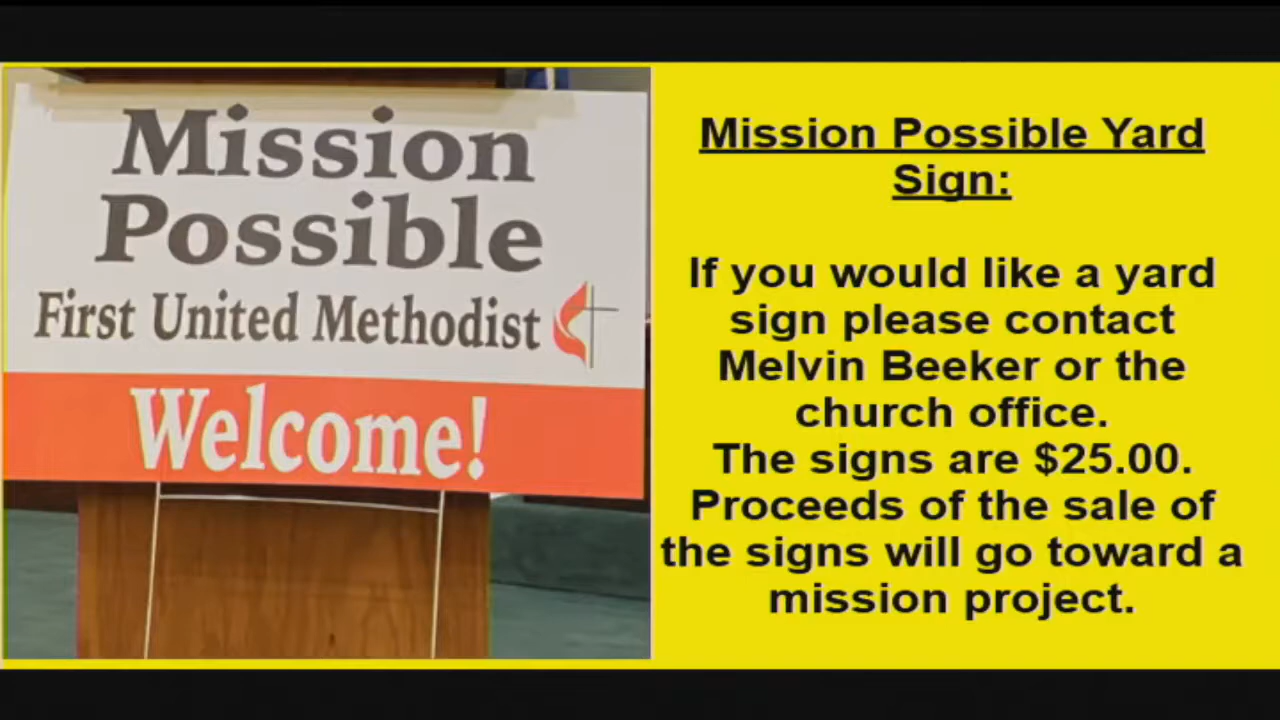 Mission
Possible
First United Methodist
Welcome!
Mission Possible Yard
Sign:
If you would like a yard
sign please contact
Melvin Beeker or the
church office.
The signs are $25.00.
Proceeds of the sale of
the signs will go toward a
mission project.